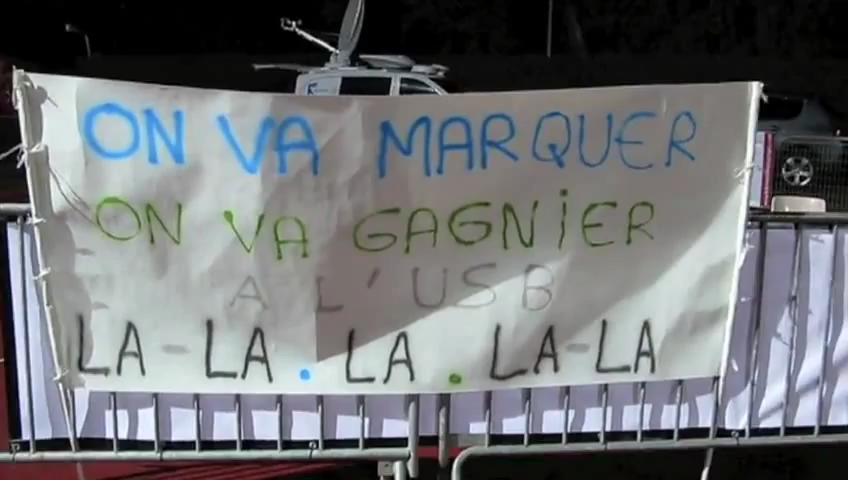 ON VA MARQUER
ON VA GAGNiER
A L'USB
LA-LA.LA.LA-LA